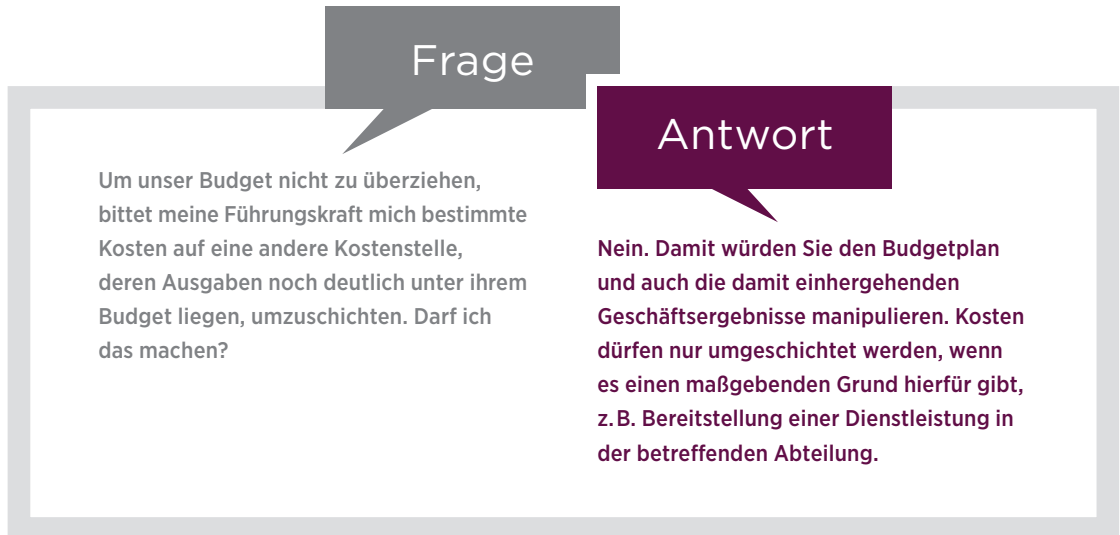 Frage
Um unser Budget nicht zu überziehen,
bittet meine Führungskraft mich bestimmte
Kosten auf eine andere Kostenstelle,
deren Ausgaben noch deutlich unter ihrem
Budget liegen, umzuschichten. Darf ich
das machen?
Antwort
Nein. Damit würden Sie den Budgetplan
und auch die damit einhergehenden
Geschäftsergebnisse manipulieren. Kosten
dürfen nur umgeschichtet werden, wenn
es einen maßgebenden Grund hierfür gibt,
z. B. Bereitstellung einer Dienstleistung in
der betreffenden Abteilung.